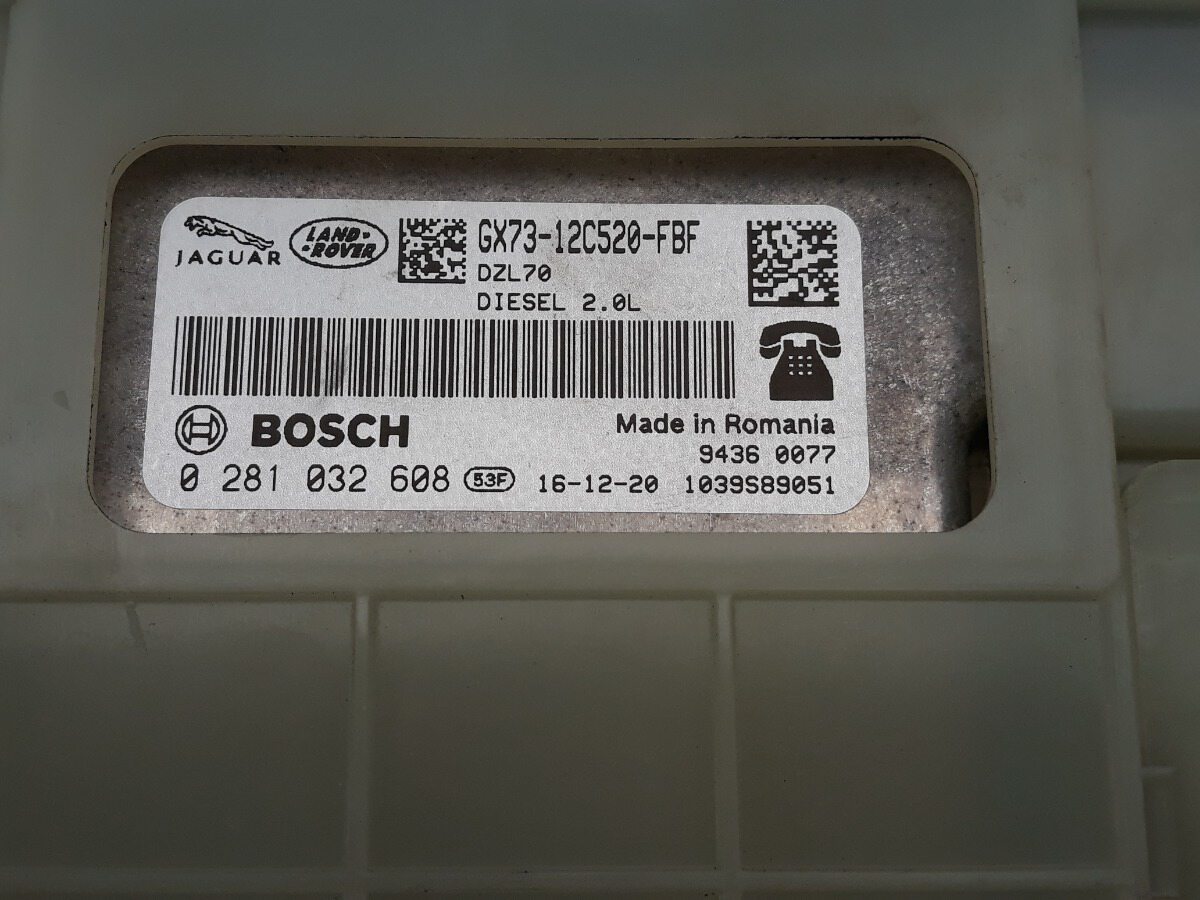 JAGUAR
LAND-
-ROVER
GX73-12C520-FBF
DZL70
DIESEL 2.0L
BOSCH
Made in Romania
9436 0077
0 281 032 608 53F 16-12-20 1039S89051